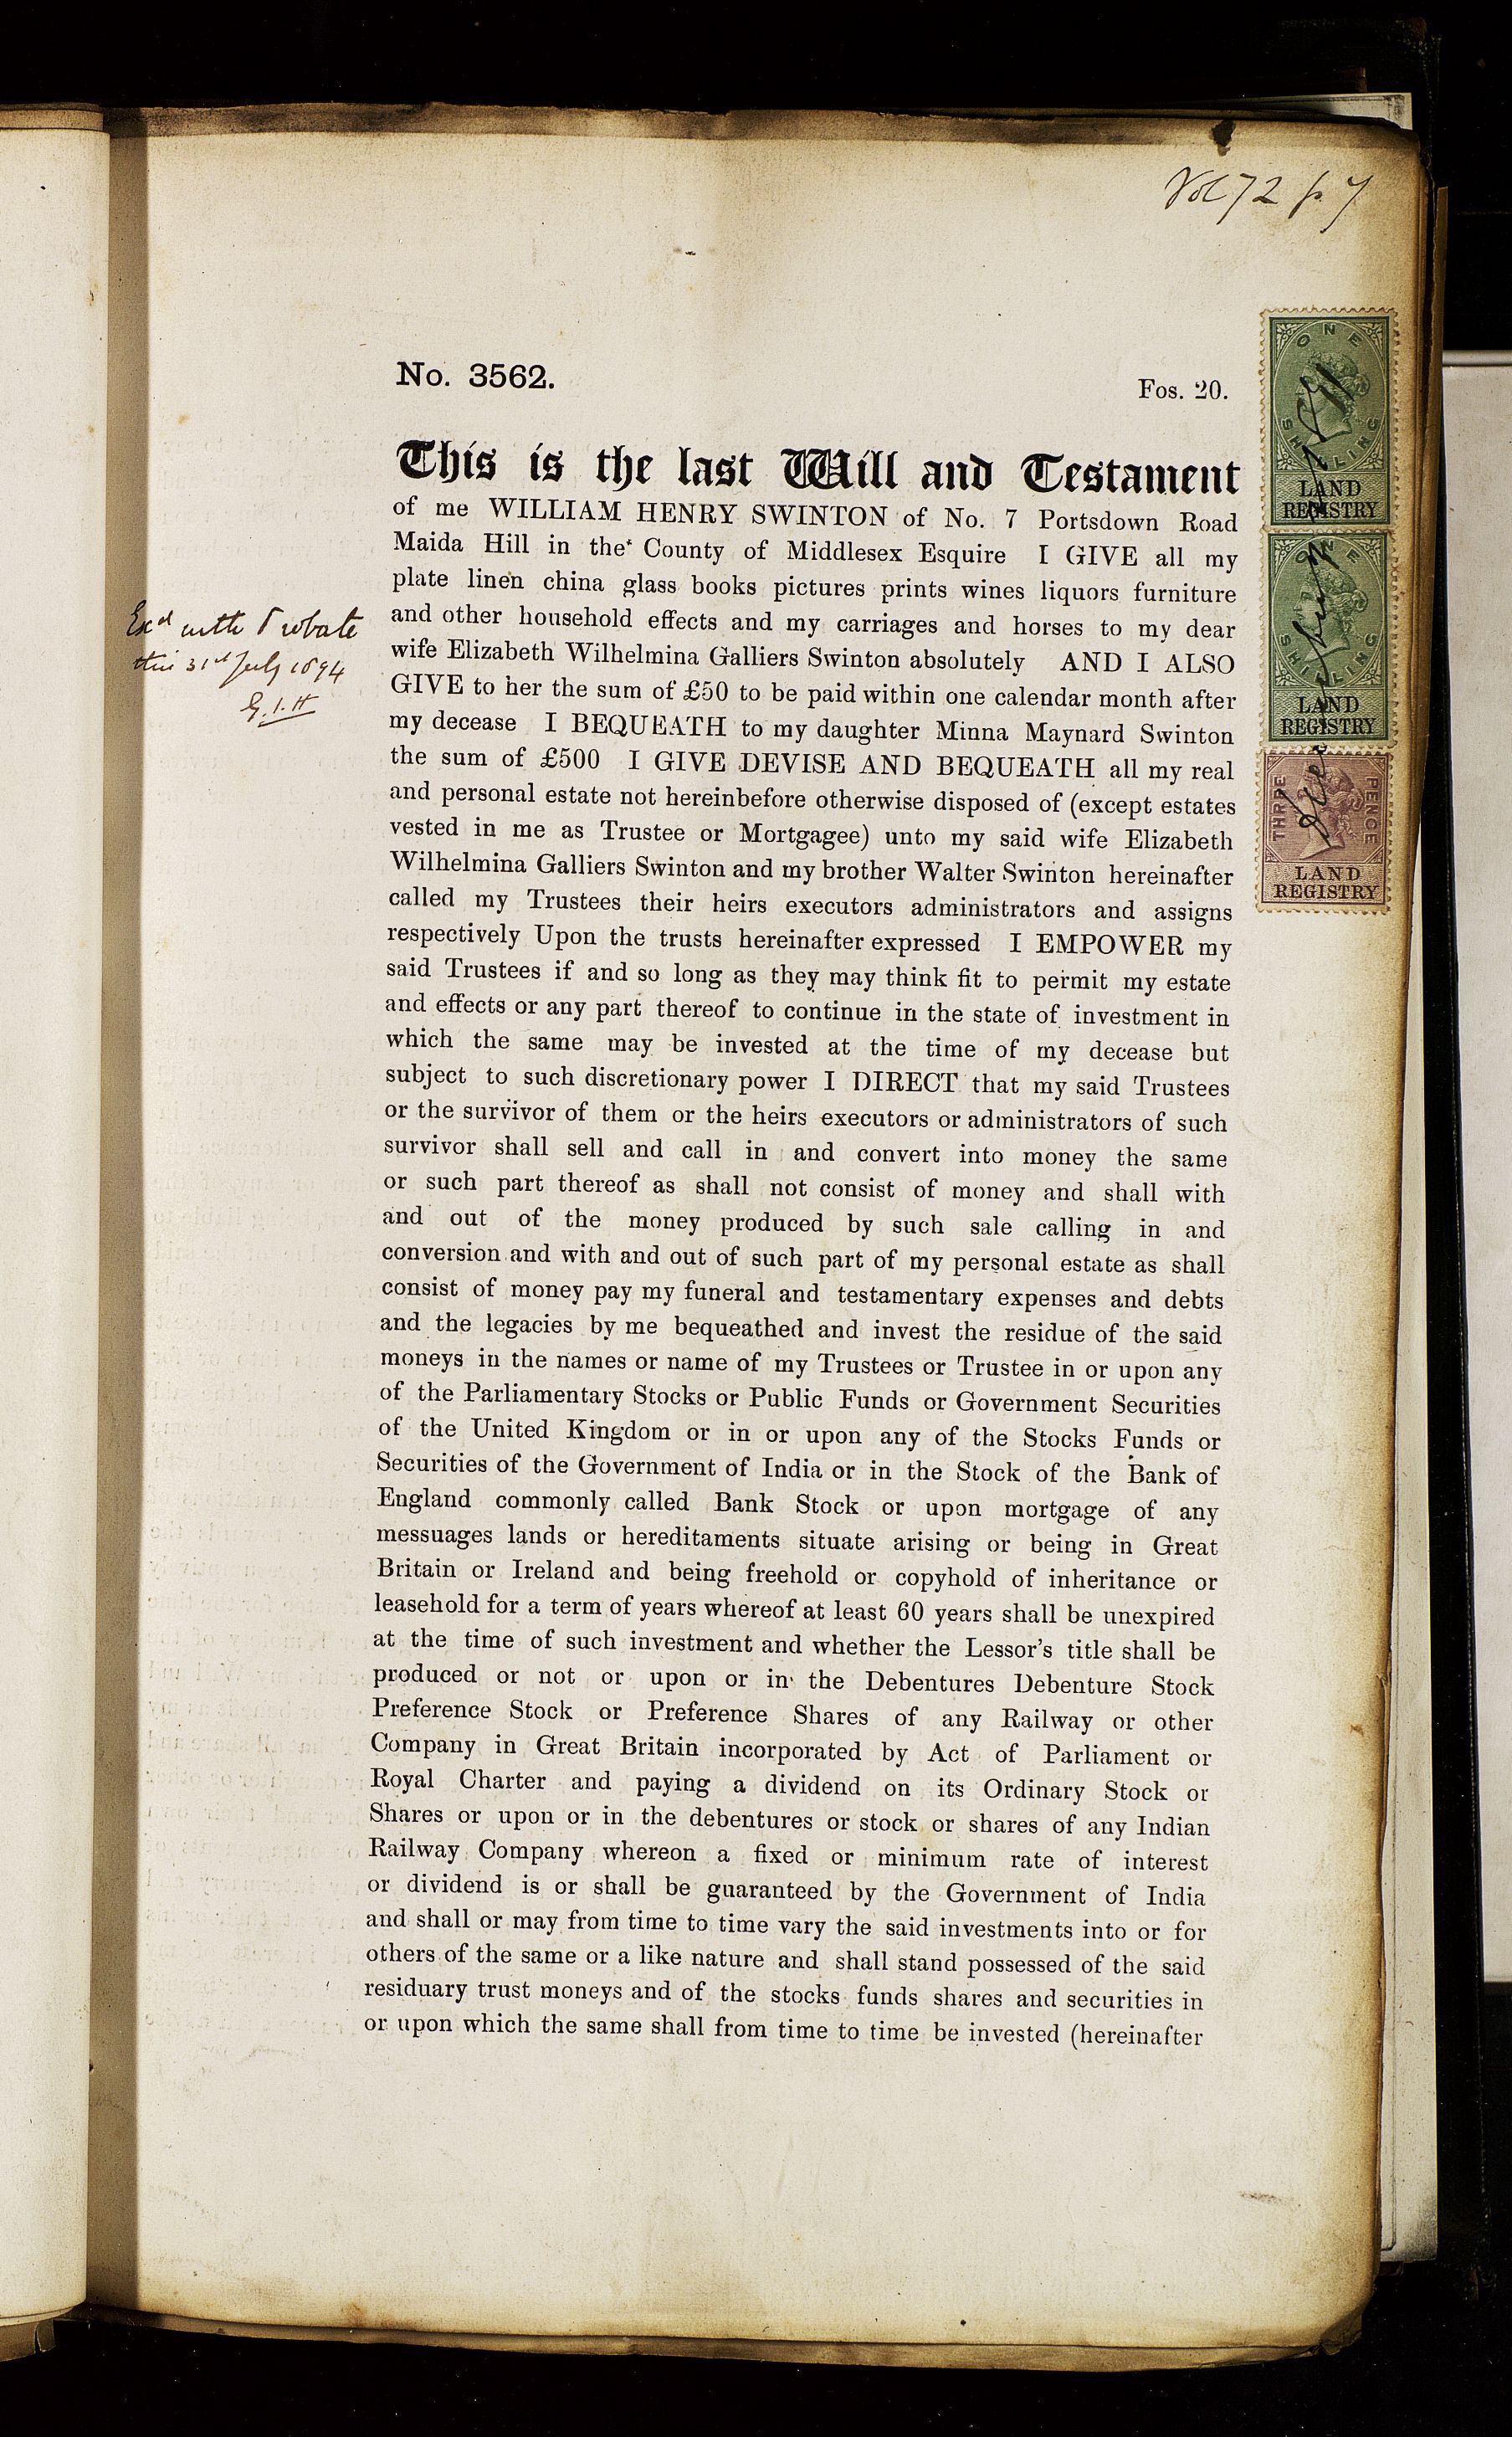 Vol 72 p. 7
No. 3562.
Fos. 20.
This is the last Will and Testament
of me WILLIAM HENRY SWINTON of No. 7 Portsdown Road
Maida Hill in the County of Middlesex Esquire I GIVE all my
plate linen china glass books pictures prints wines liquors furniture
and other household effects and my carriages and horses to my dear
wife Elizabeth Wilhelmina Galliers Swinton absolutely AND I ALSO
GIVE to her the sum of £50 to be paid within one calendar month after
my decease I BEQUEATH to my daughter Minna Maynard Swinton
the sum of £500 I GIVE DEVISE AND BEQUEATH all my real
and personal estate not hereinbefore otherwise disposed of (except estates
vested in me as Trustee or Mortgagee) unto my said wife Elizabeth
Wilhelmina Galliers Swinton and my brother Walter Swinton hereinafter
called my Trustees their heirs executors administrators and assigns
respectively Upon the trusts hereinafter expressed I EMPOWER my
said Trustees if and so long as they may think fit to permit my estate
and effects or any part thereof to continue in the state of investment in
which the same may be invested at the time of my decease but
subject to such discretionary power I DIRECT that my said Trustees
or the survivor of them or the heirs executors or administrators of such
survivor shall sell and call in and convert into money the same
or such part thereof as shall not consist of money and shall with
and out of the money produced by such sale calling in and
conversion and with and out of such part of my personal estate as shall
consist of money pay my funeral and testamentary expenses and debts
and the legacies by me bequeathed and invest the residue of the said
moneys in the names or name of my Trustees or Trustee in or upon any
of the Parliamentary Stocks or Public Funds or Government Securities
of the United Kingdom or in or upon any of the Stocks Funds or
Securities of the Government of India or in the Stock of the Bank of
England commonly called Bank Stock or upon mortgage of any
messuages lands or hereditaments situate arising or being in Great
Britain or Ireland and being freehold or copyhold of inheritance or
leasehold for a term of years whereof at least 60 years shall be unexpired
at the time of such investment and whether the Lessor's title shall be
produced or not or upon or in the Debentures Debenture Stock
Preference Stock or Preference Shares of any Railway or other
Company in Great Britain incorporated by Act of Parliament or
Royal Charter and paying a dividend on its Ordinary Stock or
Shares or upon or in the debentures or stock or shares of any Indian
Railway Company whereon a fixed or minimum rate of interest
or dividend is or shall be guaranteed by the Government of India
and shall or may from time to time vary the said investments into or for
others of the same or a like nature and shall stand possessed of the said
residuary trust moneys and of the stocks funds shares and securities in
or upon which the same shall from time to time be invested (hereinafter
Exd with Probate
this 31st July 1894
G.I.H
ONE
SHILLING
LAND
REGISTRY
ONE
SHILLING
LAND
REGISTRY
THREE
PENCE
LAND
REGISTRY